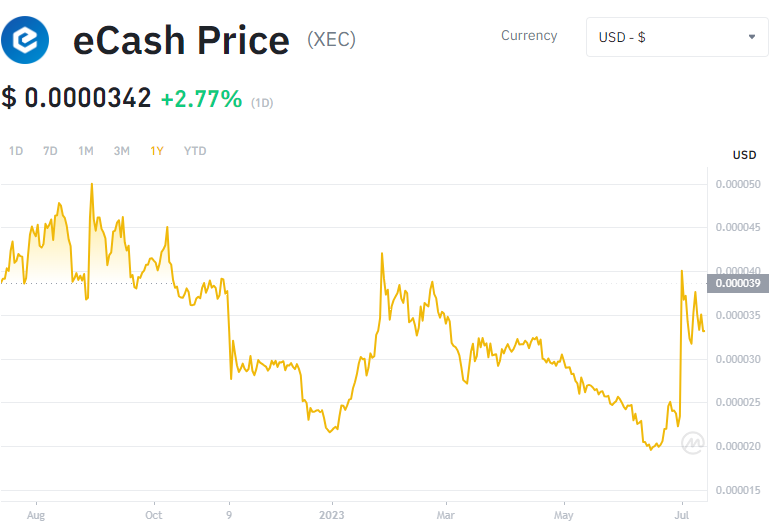 eCash Price (XEC)
Currency
USD - $
$ 0.0000342 +2.77% (1D)
1D 7D 1M 3M 1Y YTD
USD
0.000050
0.000045
0.000040
0.000039
0.000035
0.000030
0.000025
0.000020
0.000015
Aug Oct 9 2023 Mar May Jul